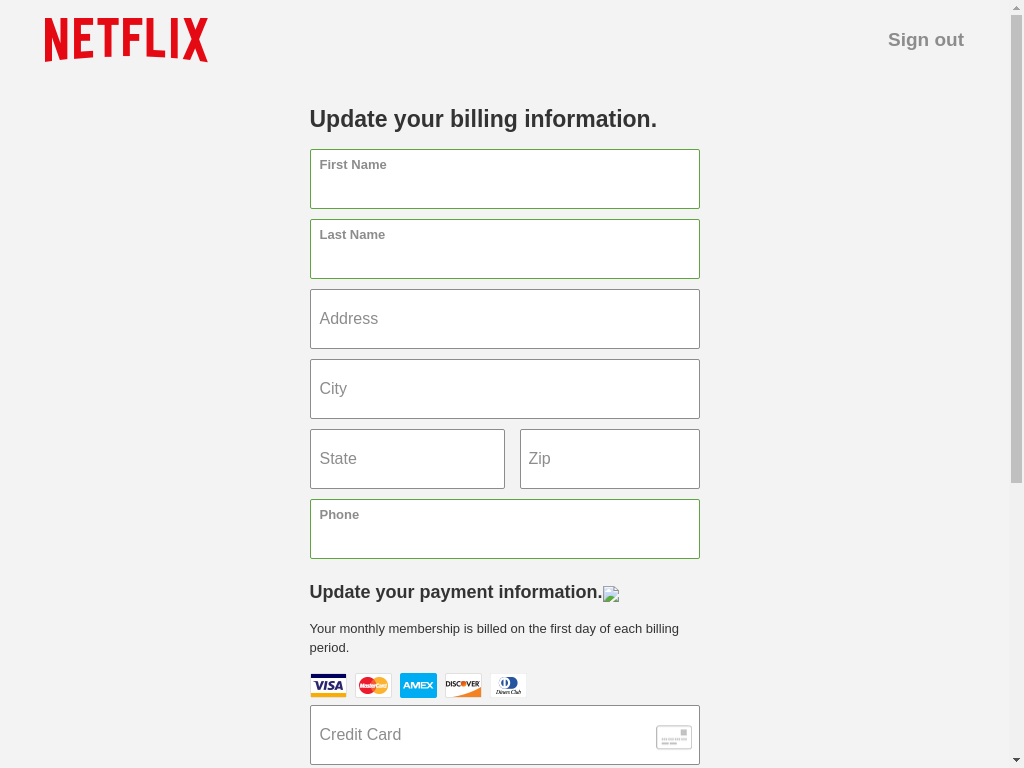 NETFLIX
Sign out
Update your billing information.
First Name
Last Name
Address
City
State
Zip
Phone
Update your payment information.
Your monthly membership is billed on the first day of each billing
period.
VISA MasterCard AMEX DISCOVER Diners Club
Credit Card